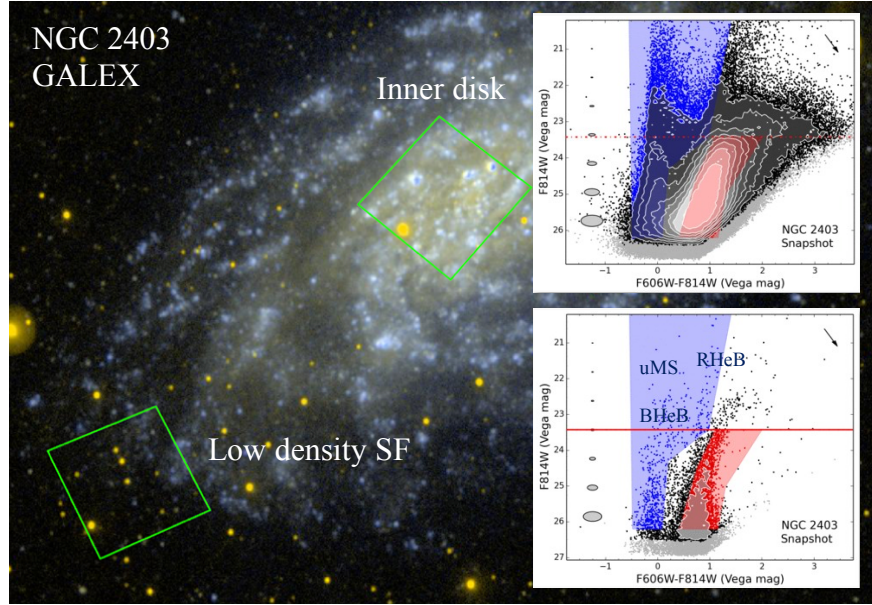 NGC 2403
GALEX
Inner disk
Low density SF
21
22
23
24
25
26
F814W (Vega mag)
NGC 2403
Snapshot
−1
0
1
2
3
F606W-F814W (Vega mag)
21
22
23
24
25
26
27
F814W (Vega mag)
uMS
RHeB
BHeB
NGC 2403
Snapshot
−1
0
1
2
3
F606W-F814W (Vega mag)